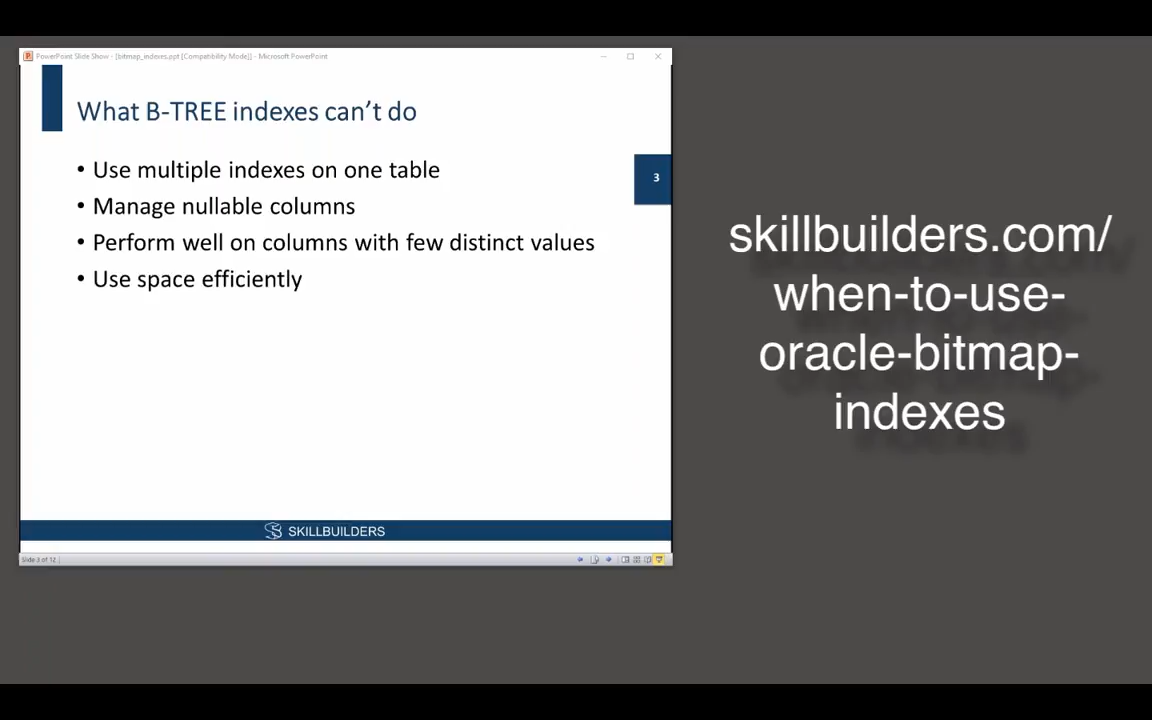 PowerPoint Slide Show - [bitmap_indexes.ppt [Compatibility Mode]] - Microsoft PowerPoint
What B-TREE indexes can’t do
• Use multiple indexes on one table
• Manage nullable columns
• Perform well on columns with few distinct values
• Use space efficiently
3
SKILLBUILDERS
Slide 3 of 12
skillbuilders.com/
when-to-use-
oracle-bitmap-
indexes